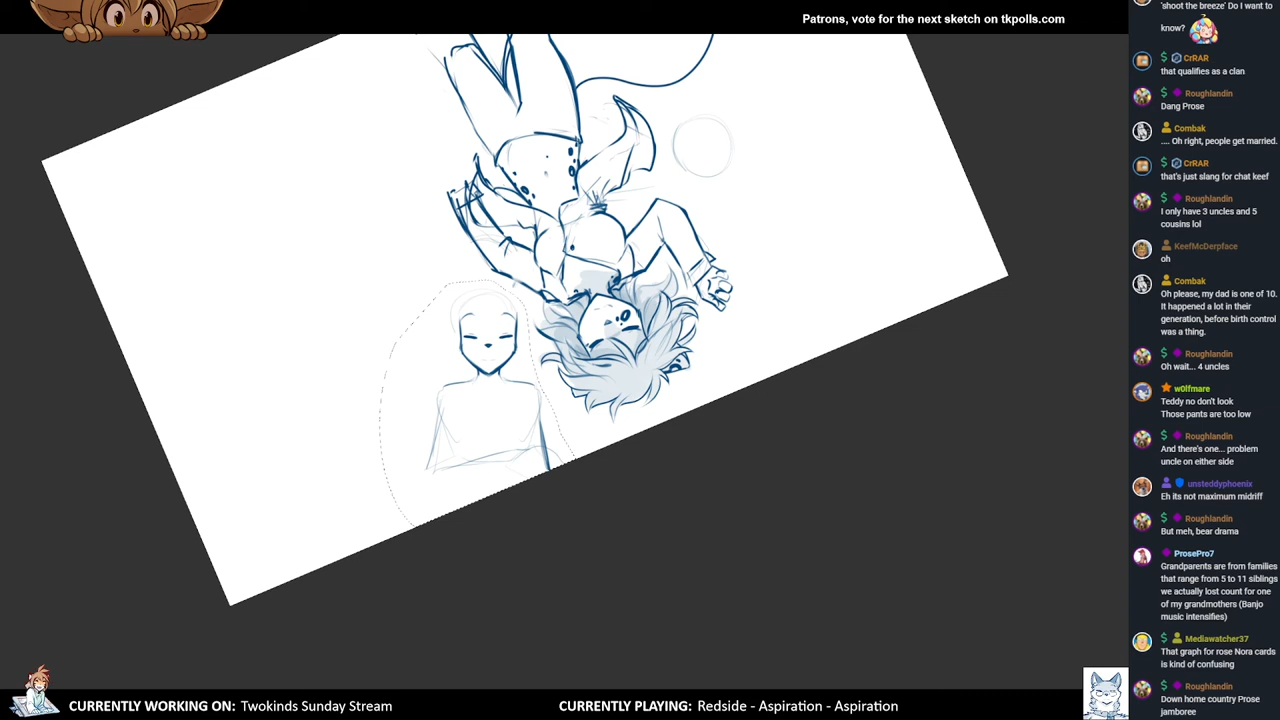 Patrons, vote for the next sketch on tkpolls.com
'shoot the breeze' Do I want to
know?
$ CrRAR
that qualifies as a clan
$ Roughlandin
Dang Prose
Combak
.... Oh right, people get married.
$ CrRAR
that's just slang for chat keef
$ Roughlandin
I only have 3 uncles and 5
cousins lol
KeefMcDerpface
oh
Combak
Oh please, my dad is one of 10.
It happened a lot in their
generation, before birth control
was a thing.
$ Roughlandin
Oh wait... 4 uncles
w0lfmare
Teddy no don't look
Those pants are too low
$ Roughlandin
And there's one... problem
uncle on either side
unsteddyphoenix
Eh its not maximum midriff
$ Roughlandin
But meh, bear drama
ProsePro7
Grandparents are from families
that range from 5 to 11 siblings
we actually lost count for one
of my grandmothers (Banjo
music intensifies)
$ Mediawatcher37
That graph for rose Nora cards
is kind of confusing
$ Roughlandin
Down home country Prose
jamboree
CURRENTLY WORKING ON: Twokinds Sunday Stream
CURRENTLY PLAYING: Redside - Aspiration - Aspiration